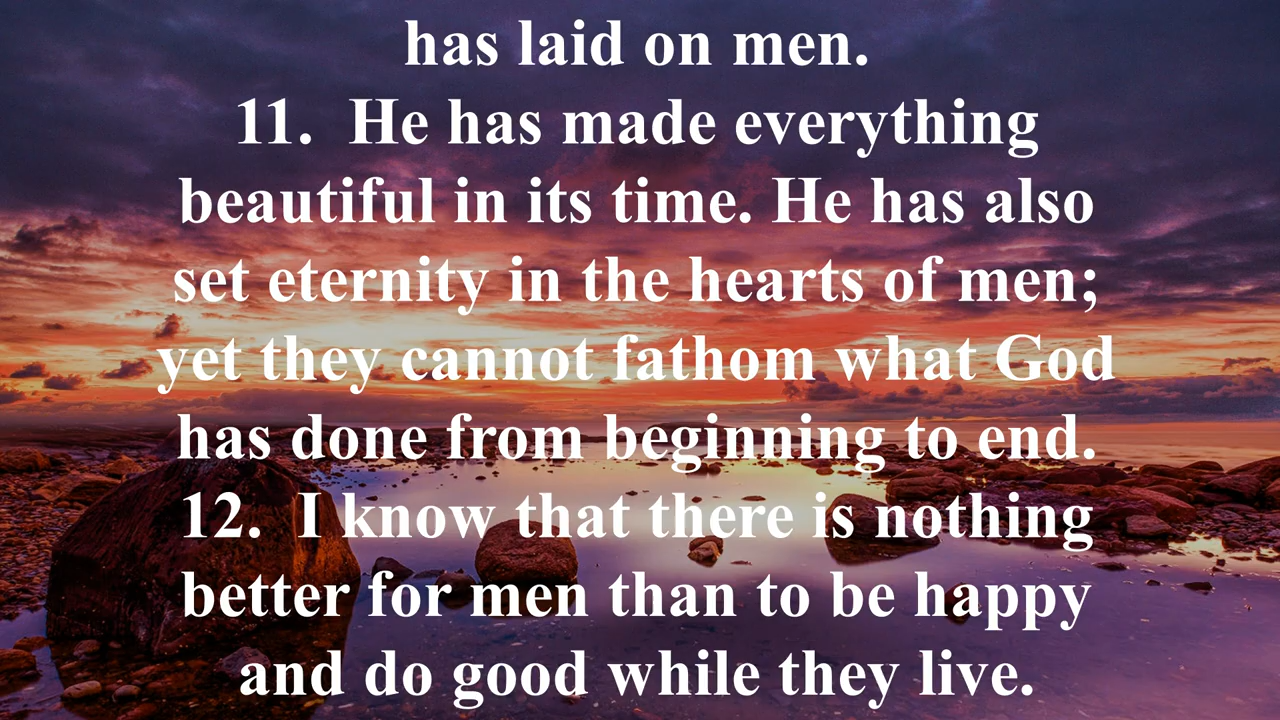 has laid on men.
11.  He has made everything
beautiful in its time. He has also
set eternity in the hearts of men;
yet they cannot fathom what God
has done from beginning to end.
12.  I know that there is nothing
better for men than to be happy
and do good while they live.